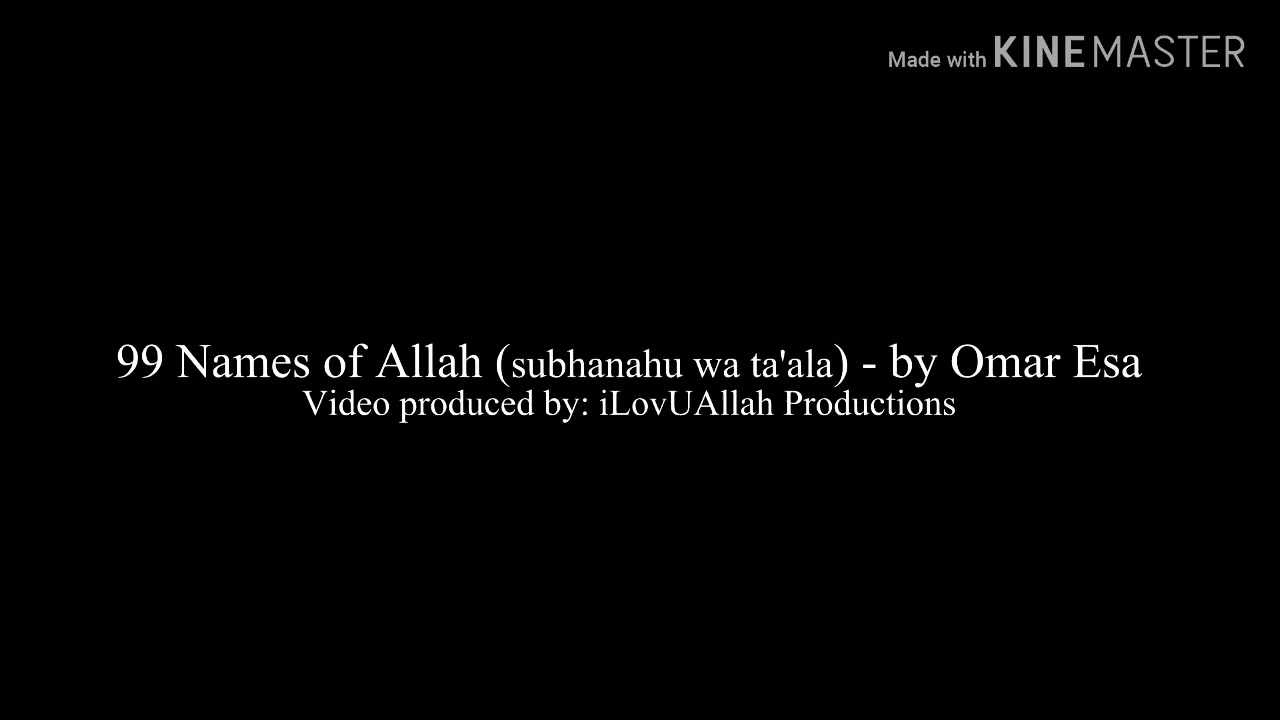 Made with KINEMASTER
99 Names of Allah (subhanahu wa ta'ala) - by Omar Esa
Video produced by: iLovUAllah Productions